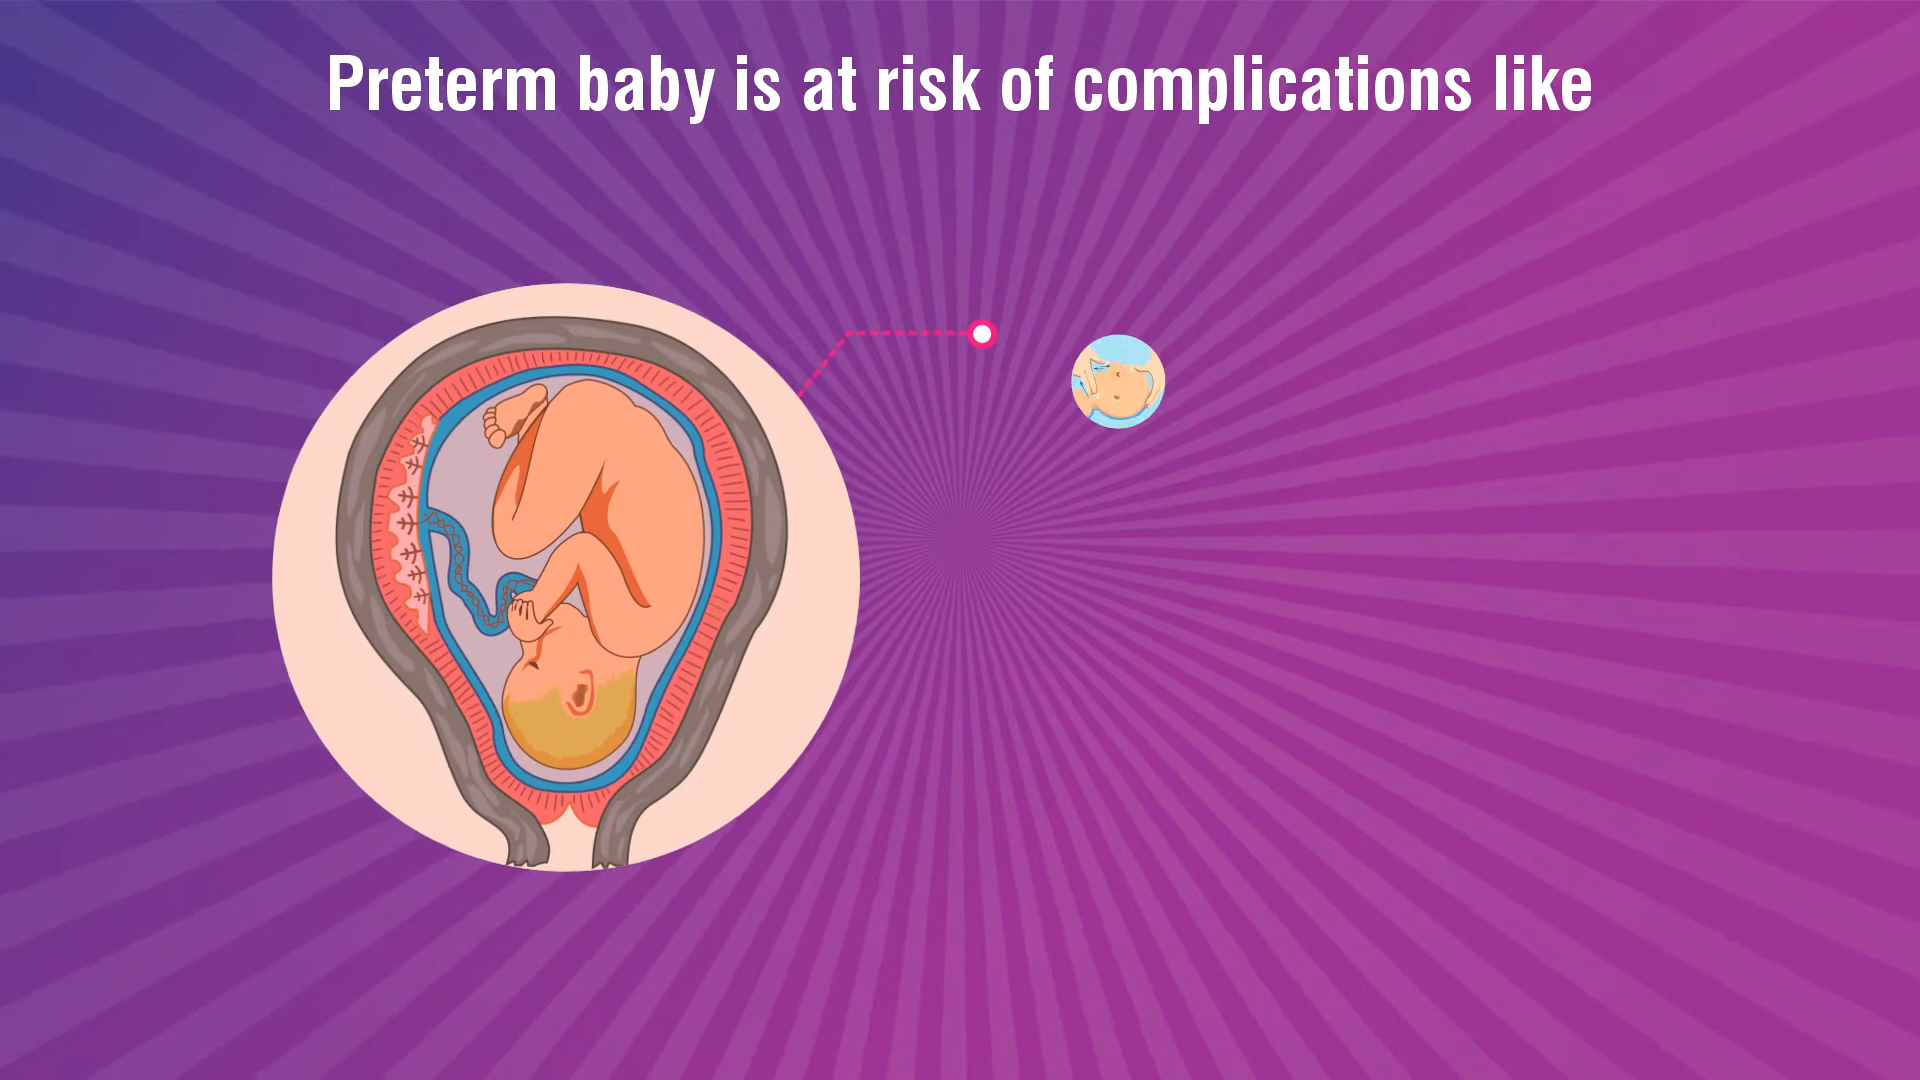 Preterm baby is at risk of complications like